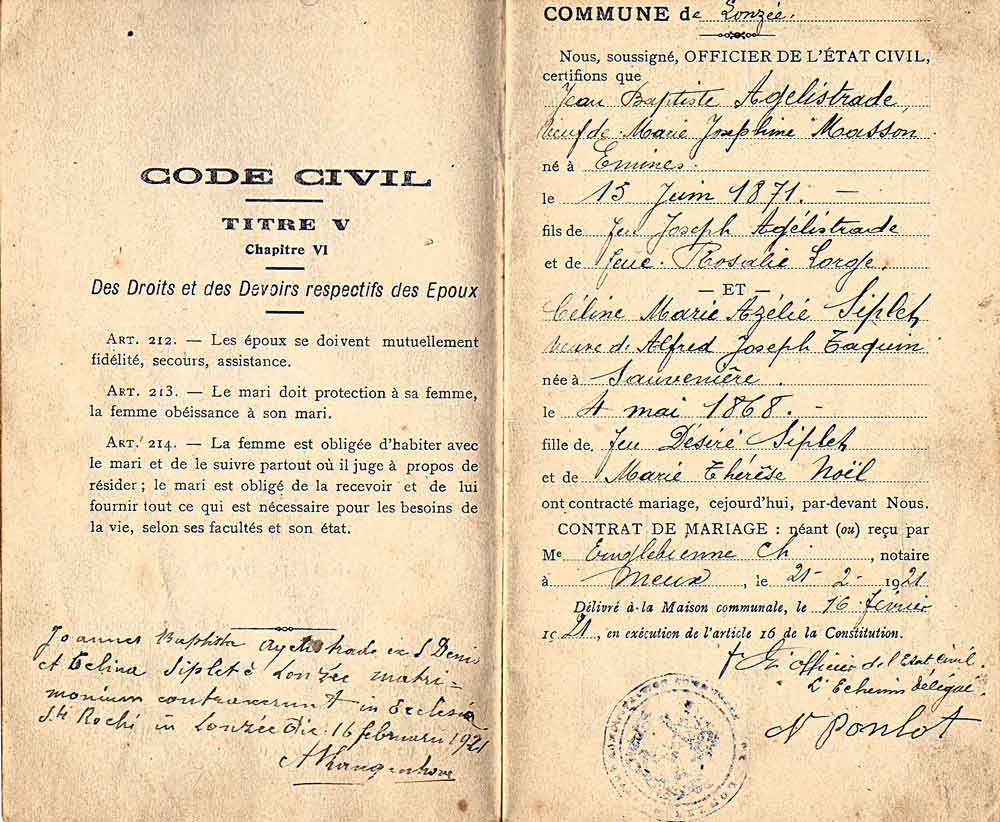 CODE CIVIL
TITRE V
Chapitre VI
Des Droits et des Devoirs respectifs des Epoux
ART. 212. — Les époux se doivent mutuellement
fidélité, secours, assistance.
ART. 213. — Le mari doit protection à sa femme,
la femme obéissance à son mari.
ART. 214. — La femme est obligée d'habiter avec
le mari et de le suivre partout où il juge à propos de
résider ; le mari est obligé de la recevoir et de lui
fournir tout ce qui est nécessaire pour les besoins de
la vie, selon ses facultés et son état.
Joannes Baptista ex S Denis
et Celina Siplet è Lonzée matri=
monium contraxerunt in Ecclesia
Sti Rochi in Lonzée Die 16 februarii 1921
COMMUNE de Lonzée.
Nous, soussigné, OFFICIER DE L'ÉTAT CIVIL,
certifions que
Jean Baptiste Agelistrade,
veuf de Marie Joséphine Masson
né à Emines.
le 15 Juin 1871. —
fils de feu Joseph Agélistrade
et de feue Rosalie Lorge.
— ET —
Céline Marie Azélie Siplet
veuve de Alfred Joseph Taquin
née à Sauvenière.
le 4 mai 1868. -
fille de feu Désiré Siplet
et de Marie Thérèse Noël
ont contracté mariage, cejourd'hui, par-devant Nous.
CONTRAT DE MARIAGE : néant (ou) reçu par
Me Englebienne Ch. , notaire
à Meux , le 21 - 2 - 1921
Délivré à la Maison communale, le 16 février
1921, en exécution de l'article 16 de la Constitution.
L'officier de l'Etat Civil.
L'Echevin délégué
N Ponlot